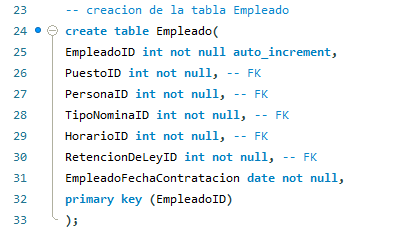 23 -- creacion de la tabla Empleado
24 create table Empleado(
25 EmpleadoID int not null auto_increment,
26 PuestoID int not null, -- FK
27 PersonaID int not null, -- FK
28 TipoNominaID int not null, -- FK
29 HorarioID int not null, -- FK
30 RetencionDeLeyID int not null, -- FK
31 EmpleadoFechaContratacion date not null,
32 primary key (EmpleadoID)
33 );